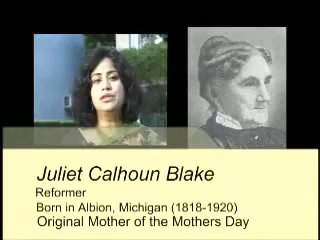 Juliet Calhoun Blake
Reformer
Born in Albion, Michigan (1818-1920)
Original Mother of the Mothers Day